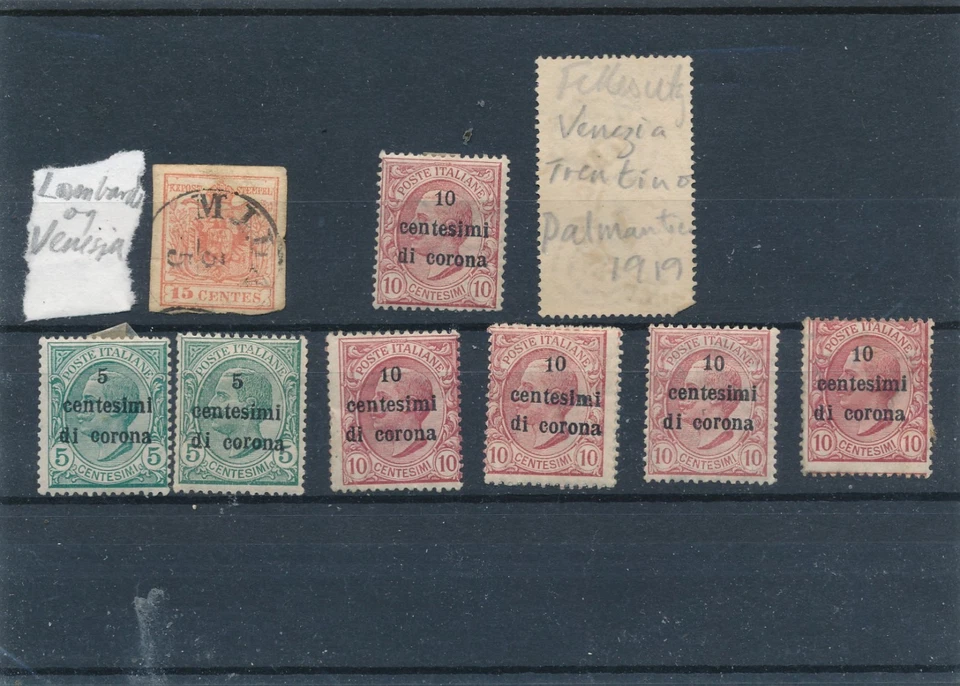 Lombardi
og
Venezia
15 CENTES.
MIL
POSTE ITALIANE
10
centesimi
di corona
10 CENTESIMI 10
Venezia
Trentino
1919
POSTE ITALIANE
5
centesimi
di corona
5 CENTESIMI 5
POSTE ITALIANE
5
centesimi
di corona
5 CENTESIMI 5
POSTE ITALIANE
10
centesimi
di corona
10 CENTESIMI 10
POSTE ITALIANE
10
centesimi
di corona
10 CENTESIMI 10
POSTE ITALIANE
10
centesimi
di corona
10 CENTESIMI 10
POSTE ITALIANE
10
centesimi
di corona
10 CENTESIMI 10